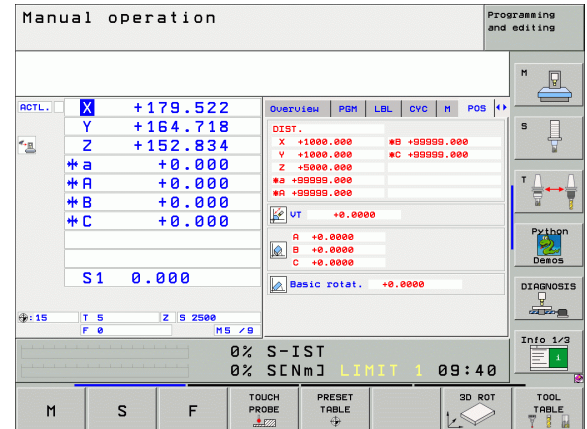 Manual operation
Programming
and editing
ACTL.
X +179.522
Y +164.718
Z +152.834
a +0.000
A +0.000
B +0.000
C +0.000
S1 0.000
:15 T 5 Z S 2500
F 0 M5 /9
Overview PGM LBL CYC M POS
DIST.
X +1000.000 *B +99999.000
Y +1000.000 *C +99999.000
Z +5000.000
*a +99999.000
*A +99999.000
VT +0.0000
A +0.0000
B +0.0000
C +0.0000
Basic rotat. +0.0000
0% S-IST
0% S[Nm] LIMIT 1 09:40
M
S
T
Python
Demos
DIAGNOSIS
Info 1/3
1
M
S
F
TOUCH
PROBE
PRESET
TABLE
3D ROT
TOOL
TABLE